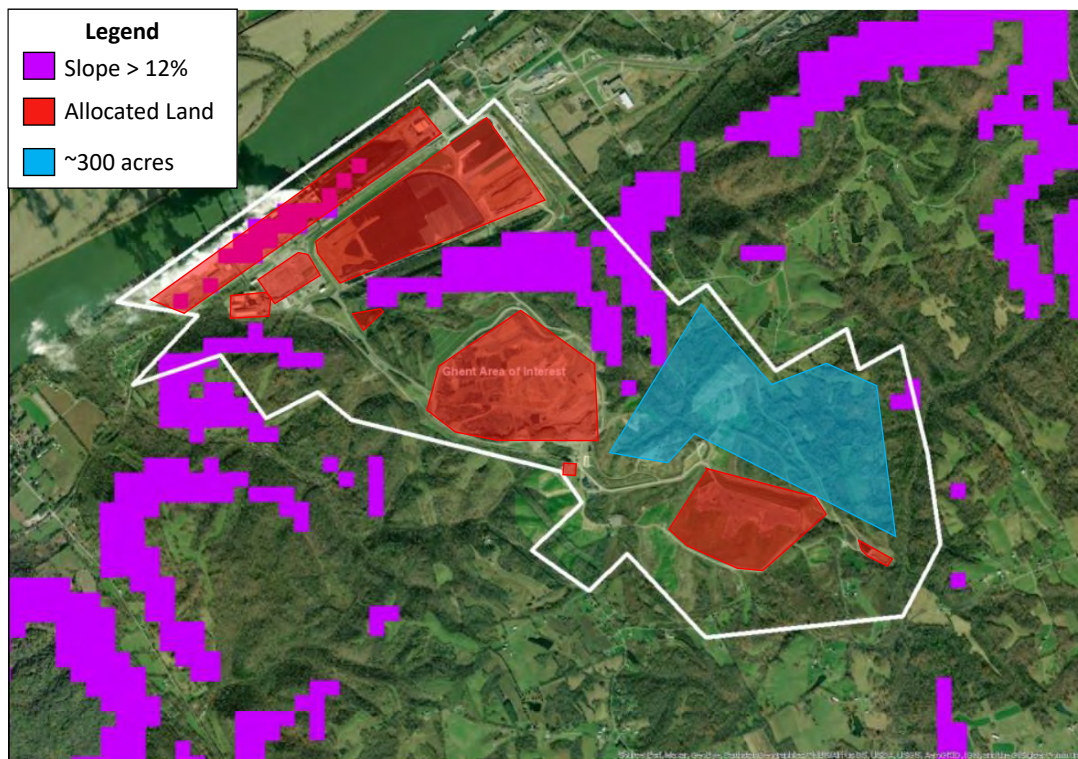 Legend
Slope > 12%
Allocated Land
~300 acres
Ghent Area of Interest